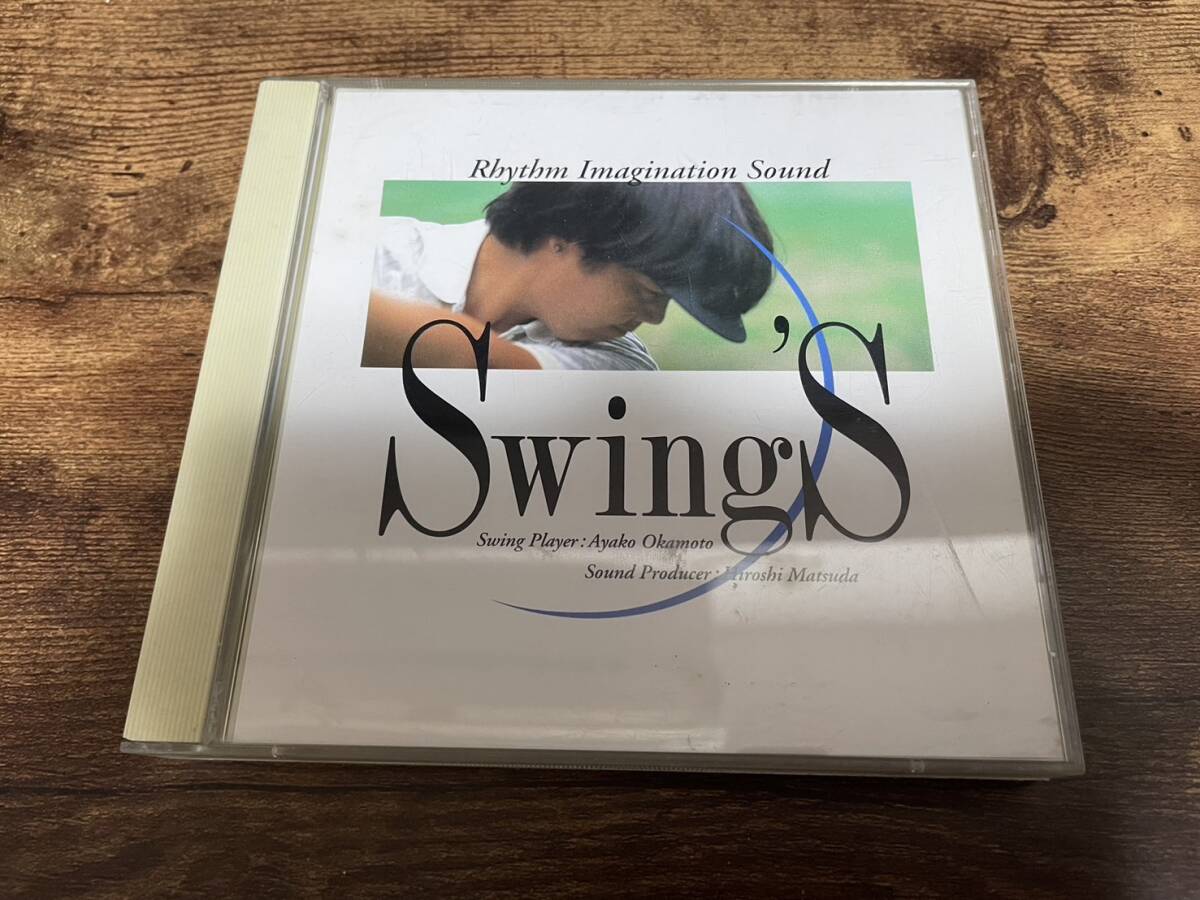 Rhythm Imagination Sound
Swing'S
Swing Player : Ayako Okamoto
Sound Producer : Hiroshi Matsuda